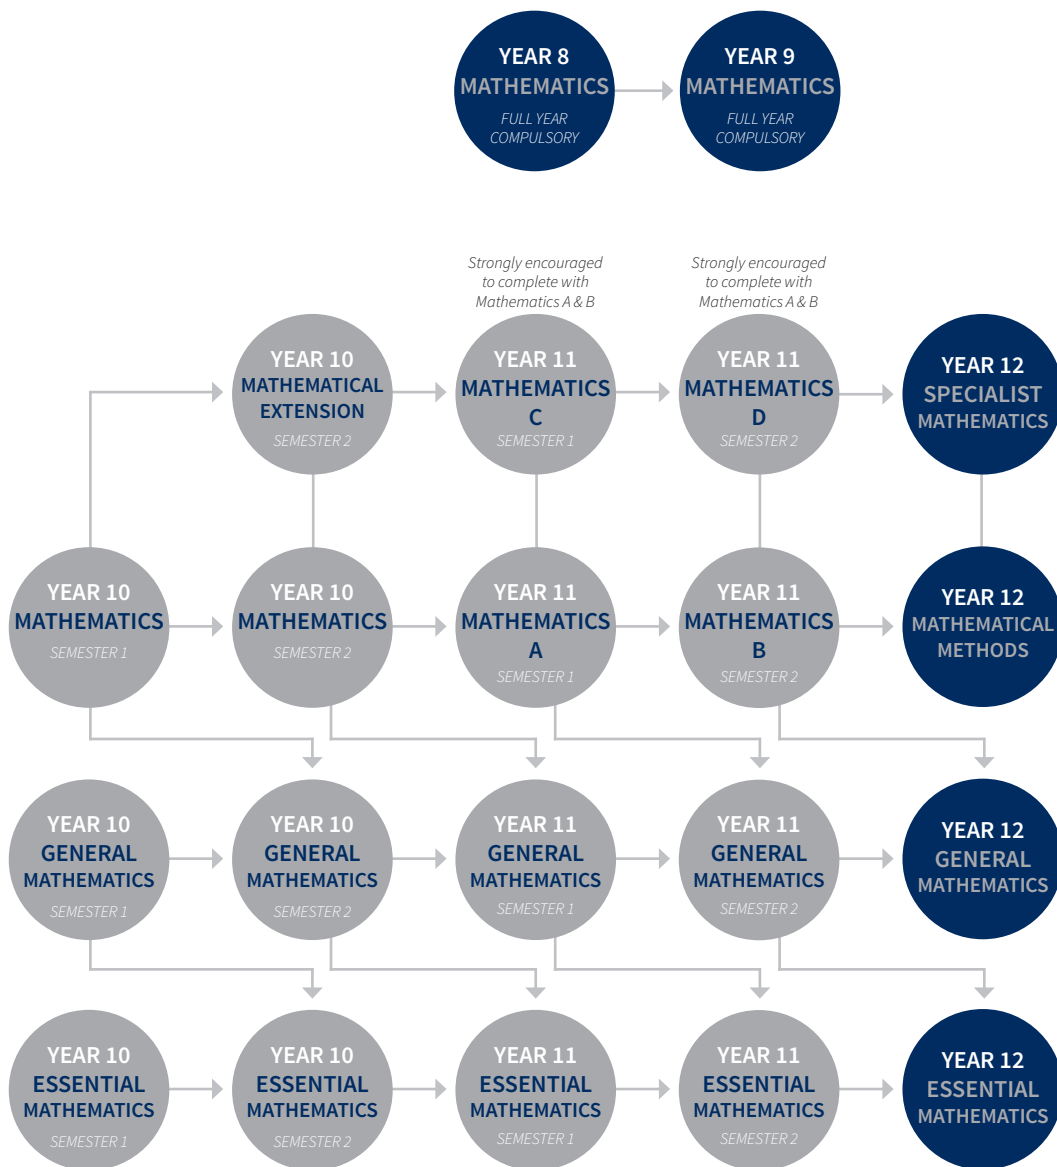 YEAR 8
MATHEMATICS
FULL YEAR
COMPULSORY
YEAR 9
MATHEMATICS
FULL YEAR
COMPULSORY
Strongly encouraged
to complete with
Mathematics A & B
Strongly encouraged
to complete with
Mathematics A & B
YEAR 10
MATHEMATICAL
EXTENSION
SEMESTER 2
YEAR 11
MATHEMATICS
C
SEMESTER 1
YEAR 11
MATHEMATICS
D
SEMESTER 2
YEAR 12
SPECIALIST
MATHEMATICS
YEAR 10
MATHEMATICS
SEMESTER 1
YEAR 10
MATHEMATICS
SEMESTER 2
YEAR 11
MATHEMATICS
A
SEMESTER 1
YEAR 11
MATHEMATICS
B
SEMESTER 2
YEAR 12
MATHEMATICAL
METHODS
YEAR 10
GENERAL
MATHEMATICS
SEMESTER 1
YEAR 10
GENERAL
MATHEMATICS
SEMESTER 2
YEAR 11
GENERAL
MATHEMATICS
SEMESTER 1
YEAR 11
GENERAL
MATHEMATICS
SEMESTER 2
YEAR 12
GENERAL
MATHEMATICS
YEAR 10
ESSENTIAL
MATHEMATICS
SEMESTER 1
YEAR 10
ESSENTIAL
MATHEMATICS
SEMESTER 2
YEAR 11
ESSENTIAL
MATHEMATICS
SEMESTER 1
YEAR 11
ESSENTIAL
MATHEMATICS
SEMESTER 2
YEAR 12
ESSENTIAL
MATHEMATICS